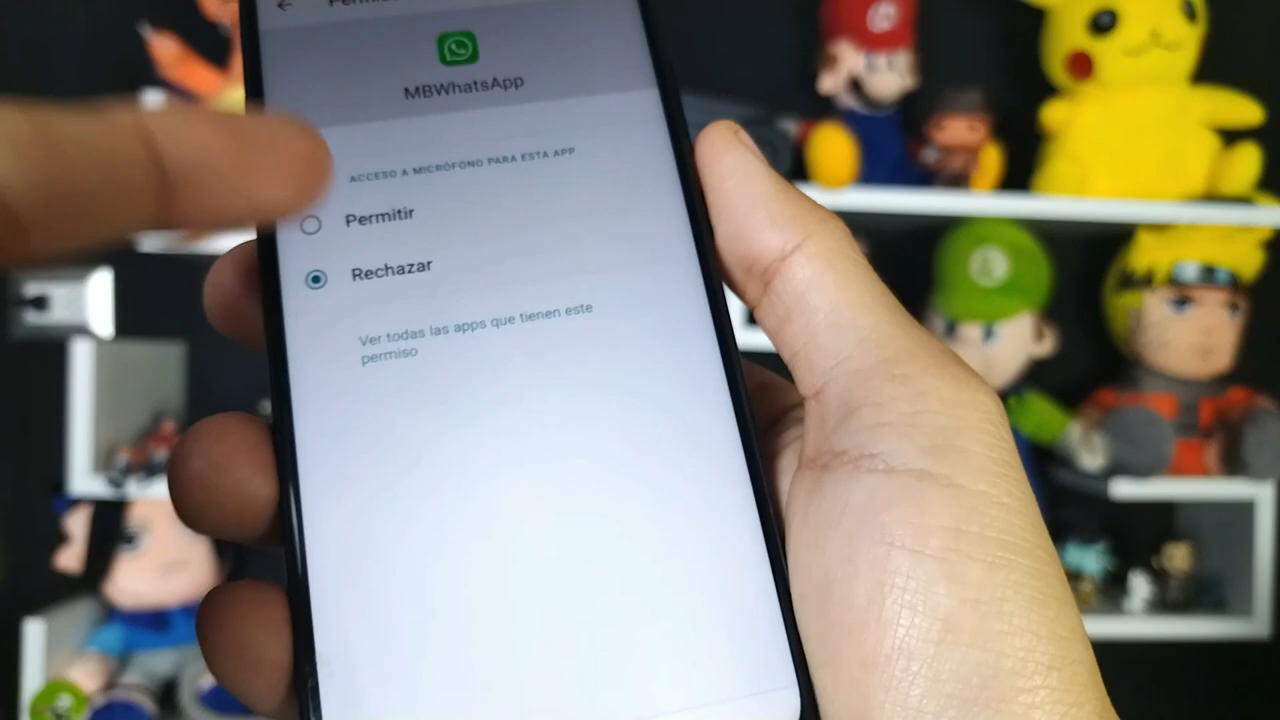 MBWhatsApp
ACCESO A MICRÓFONO PARA ESTA APP
Permitir
Rechazar
Ver todas las apps que tienen este
permiso